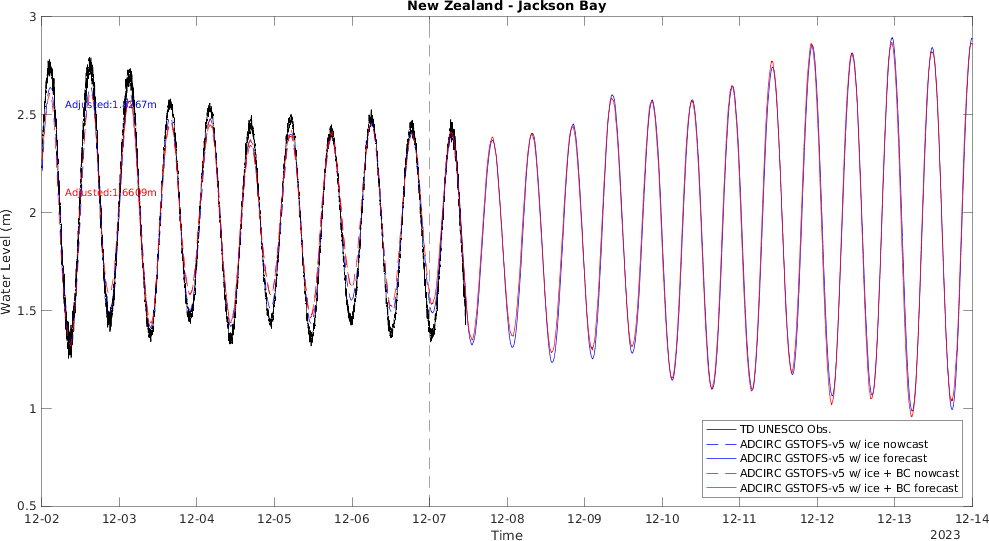 New Zealand - Jackson Bay
3
2.5
2
1.5
1
0.5
Water Level (m)
Adjusted:1.8267m
Adjusted:1.6609m
TD UNESCO Obs.
ADCIRC GSTOFS-v5 w/ ice nowcast
ADCIRC GSTOFS-v5 w/ ice forecast
ADCIRC GSTOFS-v5 w/ ice + BC nowcast
ADCIRC GSTOFS-v5 w/ ice + BC forecast
12-02 12-03 12-04 12-05 12-06 12-07 12-08 12-09 12-10 12-11 12-12 12-13 12-14
Time
2023